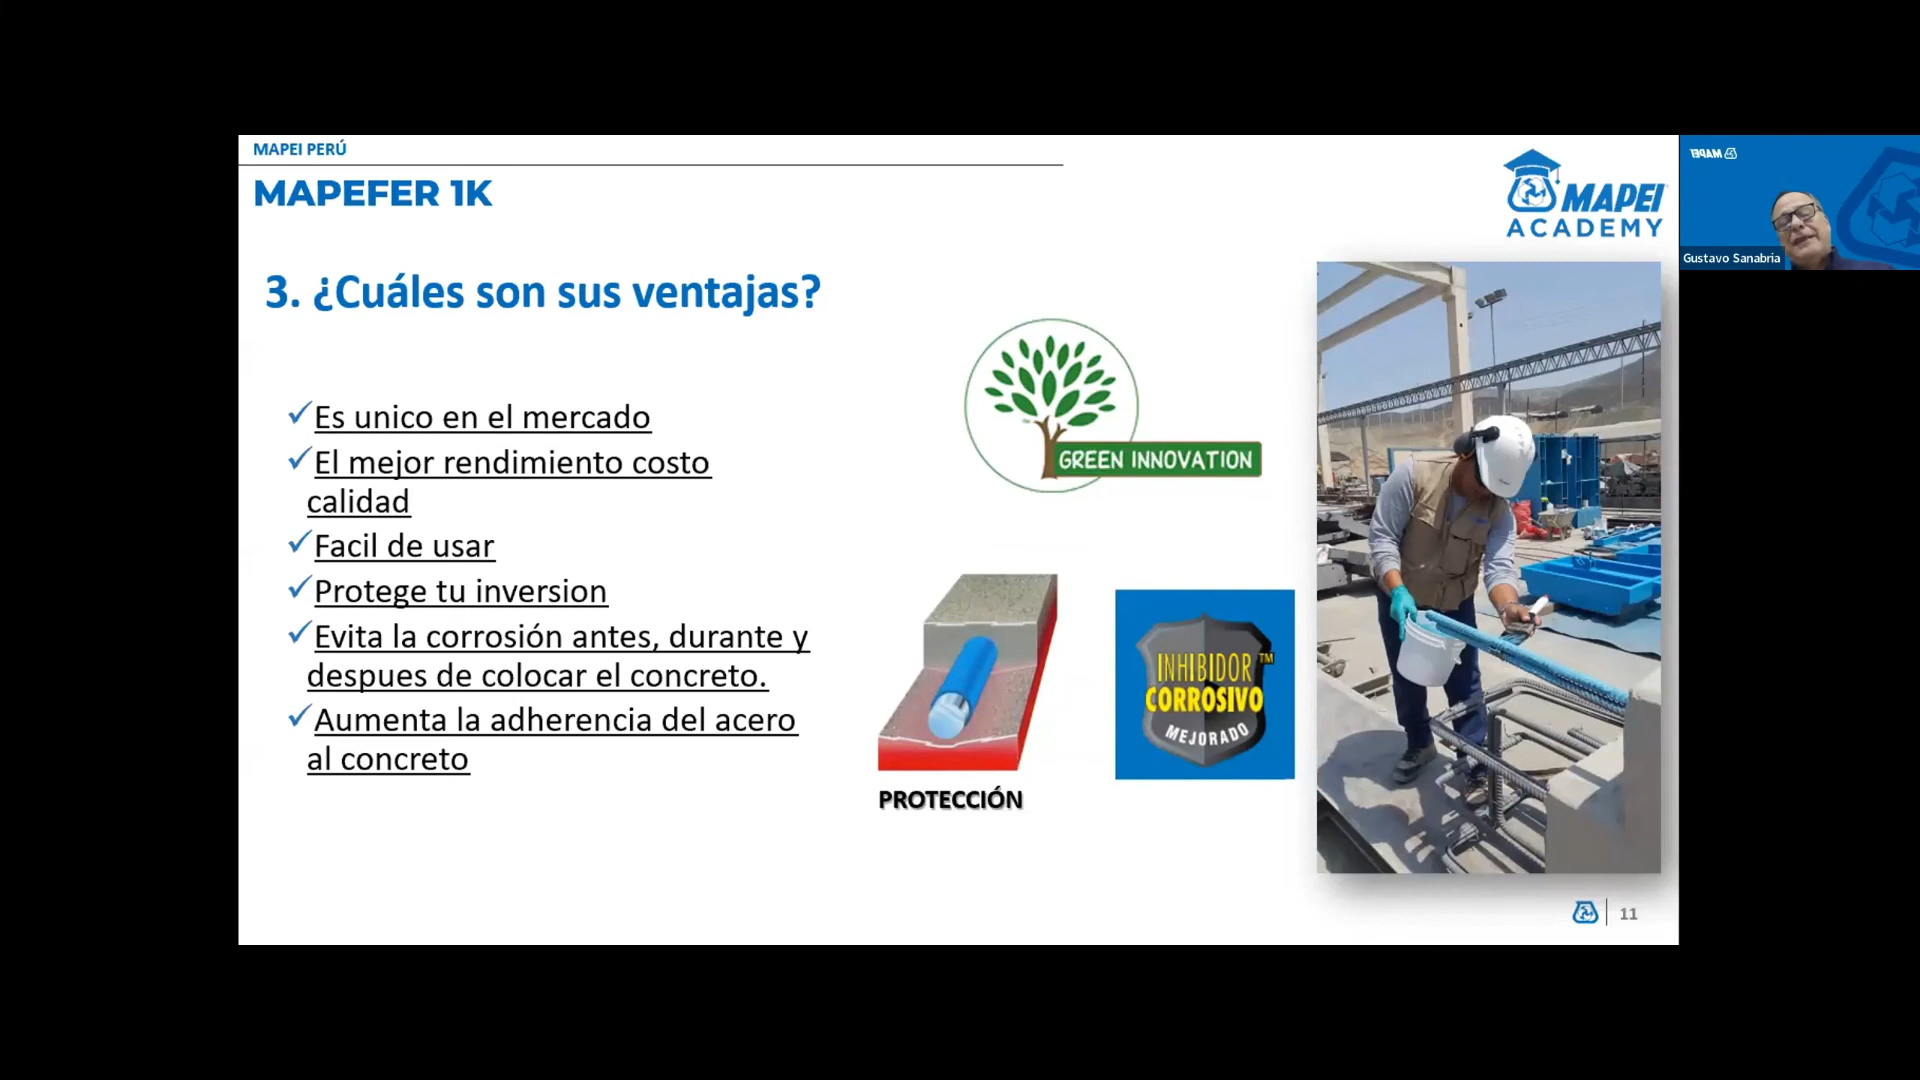 MAPEI PERÚ
MAPEFER 1K
MAPEI
ACADEMY
MAPEI
Gustavo Sanabria
3. ¿Cuáles son sus ventajas?
Es unico en el mercado
El mejor rendimiento costo
calidad
Facil de usar
Protege tu inversion
Evita la corrosión antes, durante y
despues de colocar el concreto.
Aumenta la adherencia del acero
al concreto
GREEN INNOVATION
PROTECCIÓN
INHIBIDOR™
CORROSIVO
MEJORADO
11